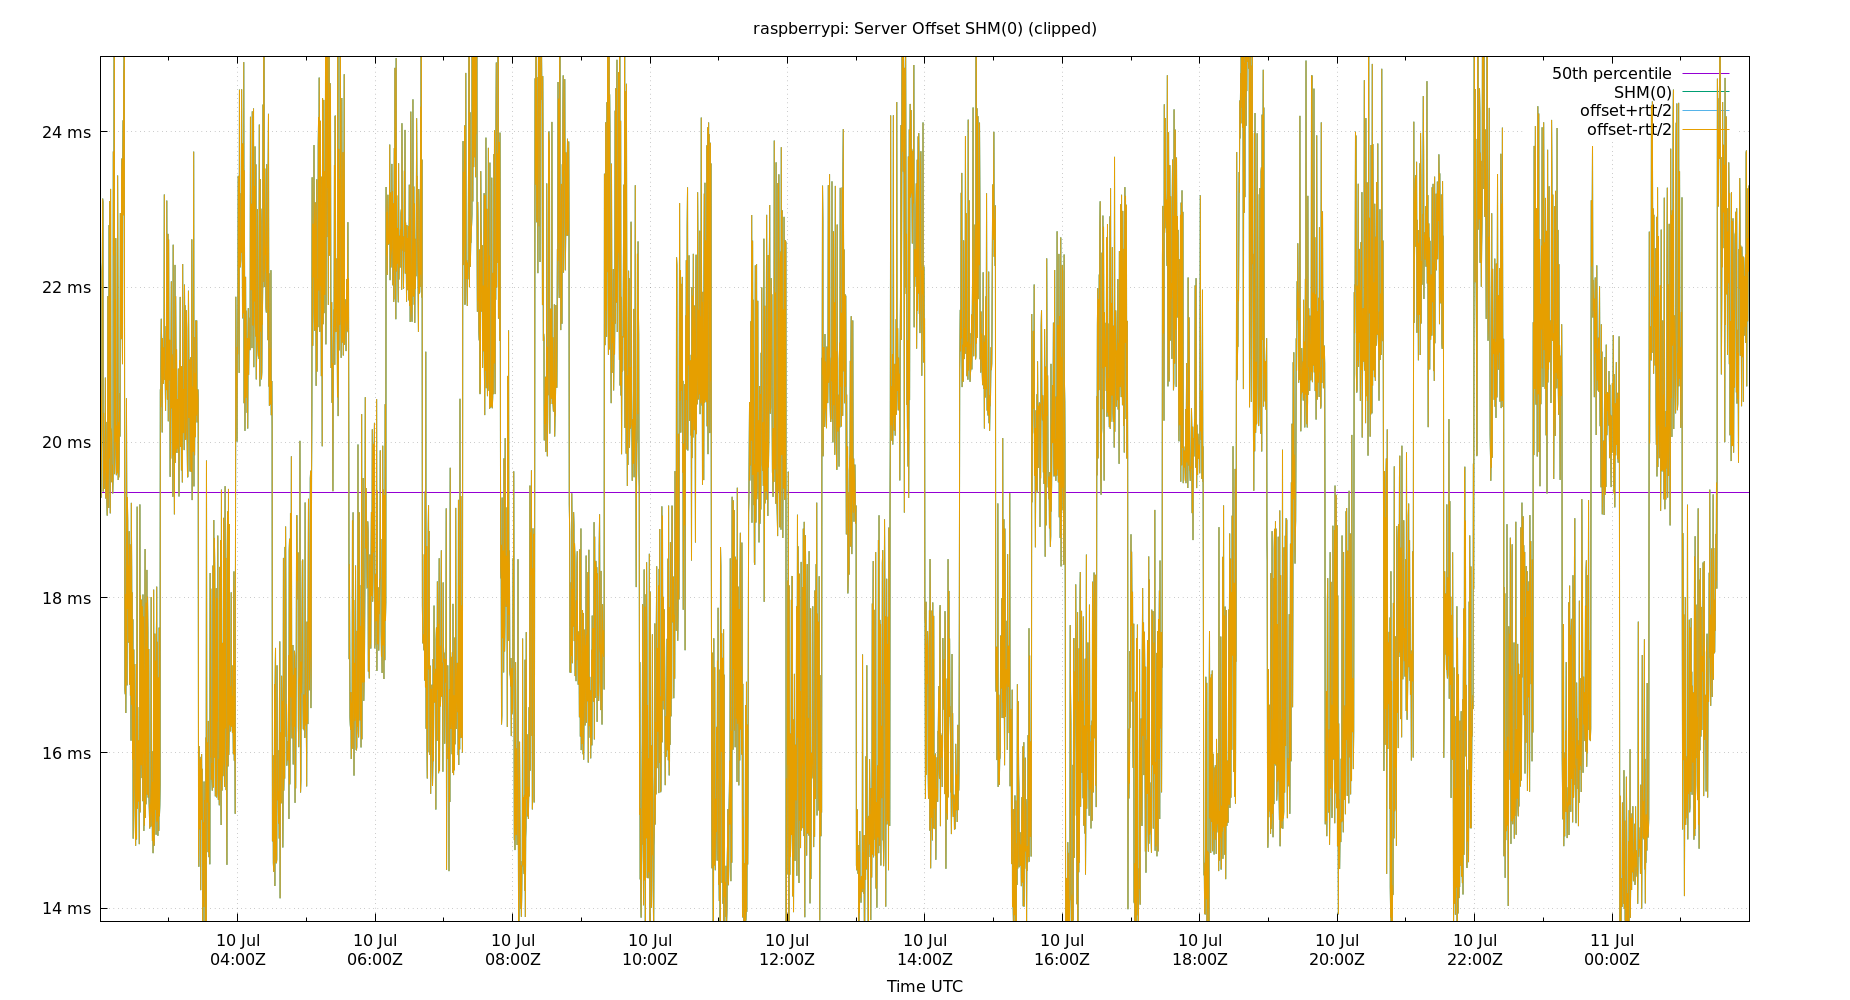 raspberrypi: Server Offset SHM(0) (clipped)
50th percentile
SHM(0)
offset+rtt/2
offset-rtt/2
24 ms
22 ms
20 ms
18 ms
16 ms
14 ms
10 Jul 10 Jul 10 Jul 10 Jul 10 Jul 10 Jul 10 Jul 10 Jul 10 Jul 10 Jul 11 Jul
04:00Z 06:00Z 08:00Z 10:00Z 12:00Z 14:00Z 16:00Z 18:00Z 20:00Z 22:00Z 00:00Z
Time UTC